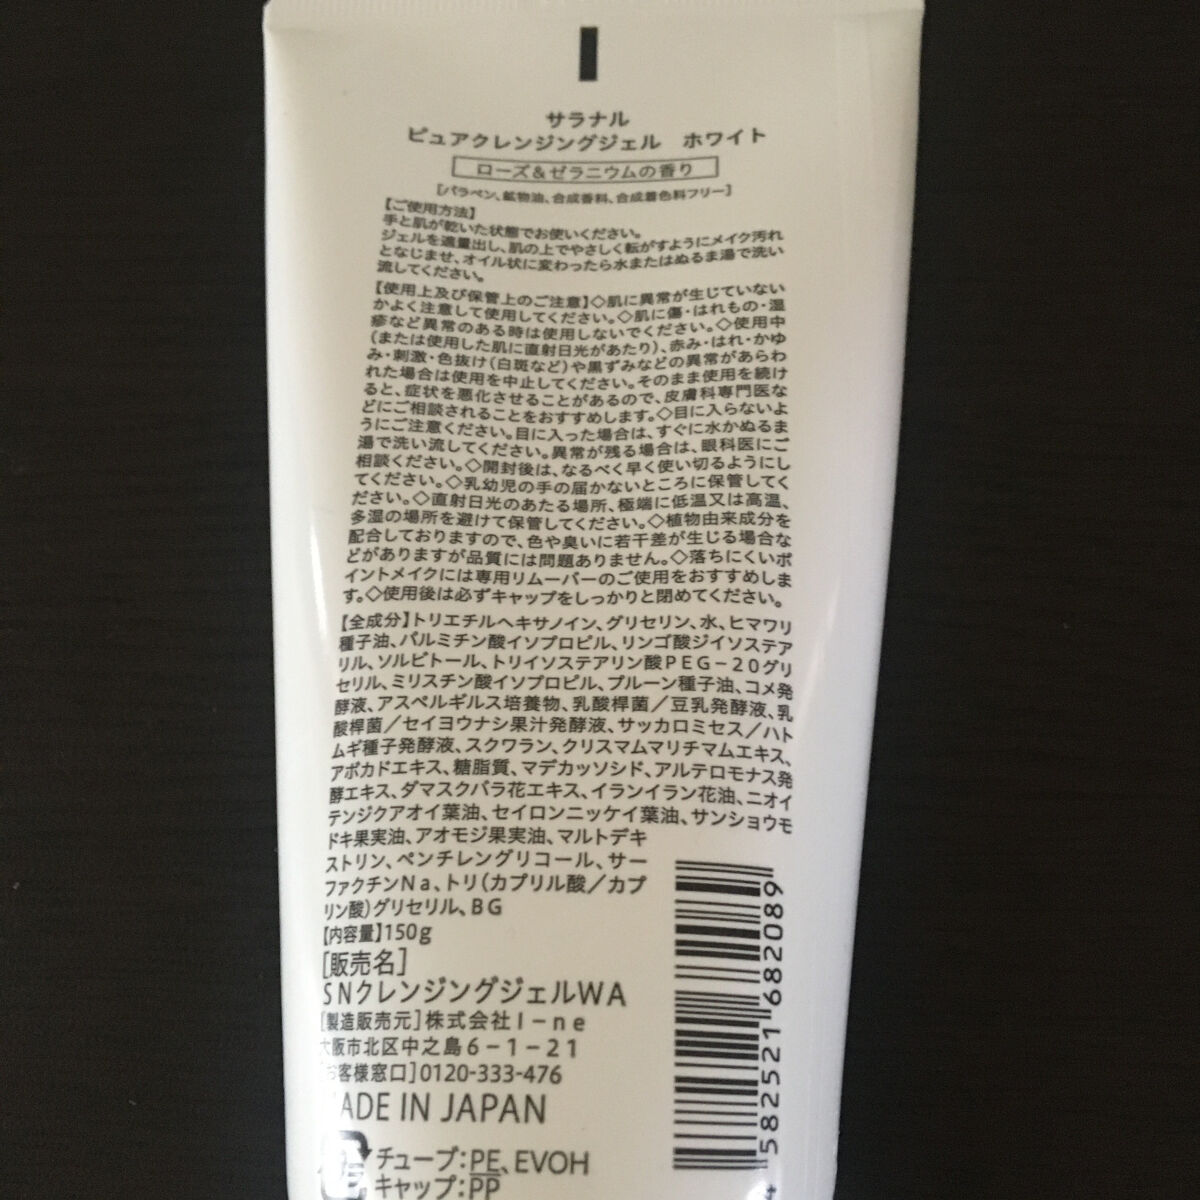 サラナル
ピュアクレンジングジェル ホワイト
ローズ&ゼラニウムの香り
[パラベン、鉱物油、合成香料、合成着色料フリー]
【ご使用方法】
手と肌が乾いた状態でお使いください。
ジェルを適量出し、肌の上でやさしく転がすようにメイク汚れ
となじませ、オイル状に変わったら水またはぬるま湯で洗い
流してください。
【使用上及び保管上のご注意】◇肌に異常が生じていない
かよく注意して使用してください。◇肌に傷・はれもの・湿
疹など異常のある時は使用しないでください。◇使用中
(または使用した肌に直射日光があたり)、赤み・はれ・かゆ
み・刺激・色抜け(白斑など)や黒ずみなどの異常があらわ
れた場合は使用を中止してください。そのまま使用を続け
ると、症状を悪化させることがあるので、皮膚科専門医な
どにご相談されることをおすすめします。◇目に入らないよ
うにご注意ください。目に入った場合は、すぐに水かぬるま
湯で洗い流してください。異常が残る場合は、眼科医にご
相談ください。◇開封後は、なるべく早く使い切るようにし
てください。◇乳幼児の手の届かないところに保管してく
ださい。◇直射日光のあたる場所、極端に低温又は高温、
多湿の場所を避けて保管してください。◇植物由来成分を
配合しておりますので、色や臭いに若干差が生じる場合な
どがありますが品質には問題ありません。◇落ちにくいポ
イントメイクには専用リムーバーのご使用をおすすめしま
す。◇使用後は必ずキャップをしっかりと閉めてください。
【全成分】トリエチルヘキサノイン、グリセリン、水、ヒマワリ
種子油、パルミチン酸イソプロピル、リンゴ酸ジイソステア
リル、ソルビトール、トリイソステアリン酸PEG-20グリ
セリル、ミリスチン酸イソプロピル、プルーン種子油、コメ発
酵液、アスペルギルス培養物、乳酸桿菌/豆乳発酵液、乳
酸桿菌/セイヨウナシ果汁発酵液、サッカロミセス/ハト
ムギ種子発酵液、スクワラン、クリスマムマリチマムエキス、
アボカドエキス、糖脂質、マデカッソシド、アルテロモナス発
酵エキス、ダマスクバラ花エキス、イランイラン花油、ニオイ
テンジクアオイ葉油、セイロンニッケイ葉油、サンショウモ
ドキ果実油、アオモジ果実油、マルトデキ
ストリン、ペンチレングリコール、サー
ファクチンNa、トリ(カプリル酸/カプ
リン酸)グリセリル、BG
【内容量】150g
[販売名]
SNクレンジングジェルWA
[製造販売元]株式会社I-ne
大阪市北区中之島6-1-21
[お客様窓口]0120-333-476
MADE IN JAPAN
チューブ:PE、EVOH
キャップ:PP
4 582521 682089